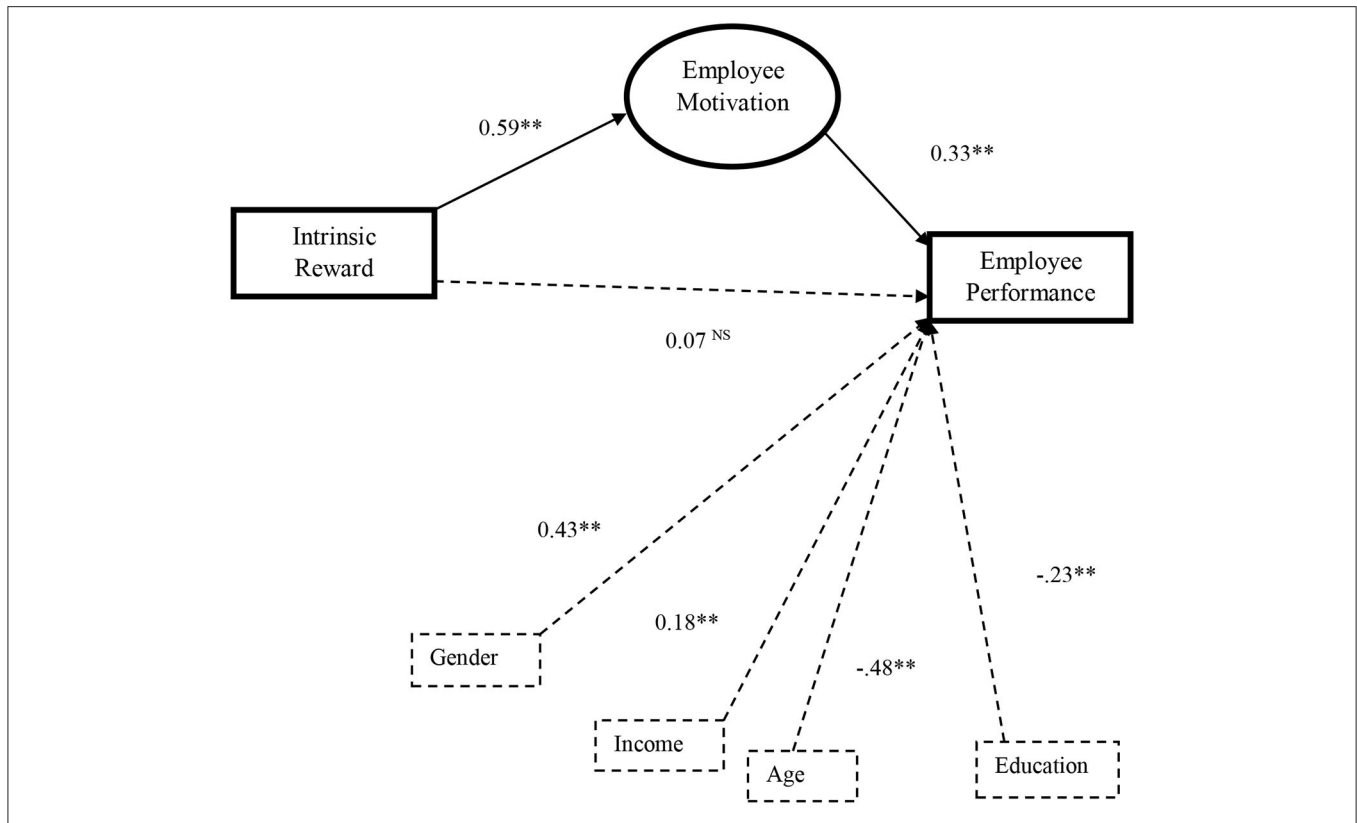 Employee
Motivation
0.59**
0.33**
Intrinsic
Reward
Employee
Performance
0.07 NS
0.43**
-.23**
0.18**
Gender
-.48**
Income
Age
Education